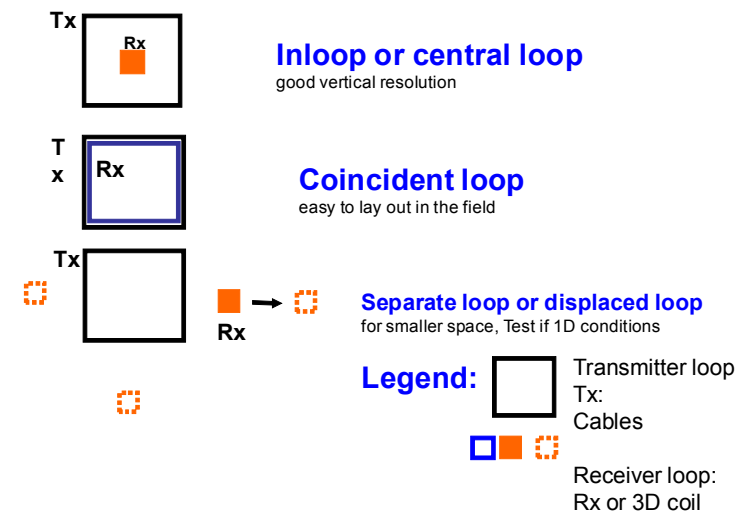 Tx
Rx
Inloop or central loop
good vertical resolution
T
x
Rx
Coincident loop
easy to lay out in the field
Tx
Rx
Separate loop or displaced loop
for smaller space, Test if 1D conditions
Legend:
Transmitter loop
Tx:
Cables
Receiver loop:
Rx or 3D coil